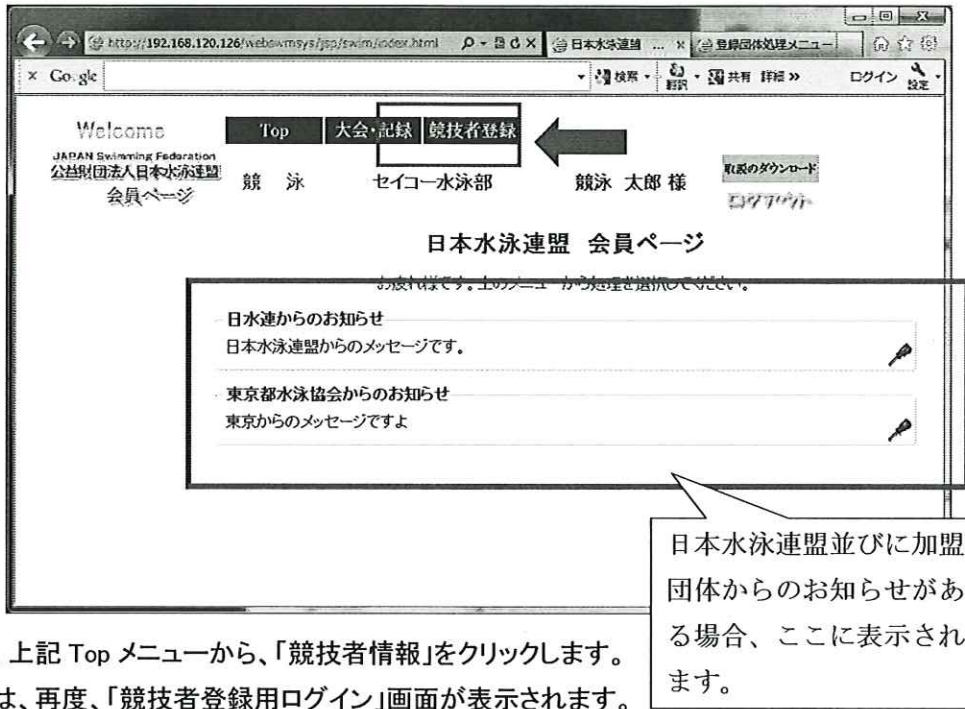 http://192.168.120.126/webswmsys/jsp/swim/index.html
日本水泳連盟 ...
登録団体処理メニュー
検索
翻訳
共有 詳細 »
ログイン
設定
Welcome
JAPAN Swimming Federation
公益財団法人日本水泳連盟
会員ページ
Top
大会・記録
競技者登録
競 泳
セイコー水泳部
競泳 太郎 様
取説のダウンロード
ログアウト
日本水泳連盟 会員ページ
お疲れ様です。上のメニューから処理を選択してください。
日水連からのお知らせ
日本水泳連盟からのメッセージです。
東京都水泳協会からのお知らせ
東京からのメッセージですよ
日本水泳連盟並びに加盟
団体からのお知らせがあ
る場合、ここに表示され
ます。
上記 Top メニューから、「競技者情報」をクリックします。
は、再度、「競技者登録用ログイン」画面が表示されます。